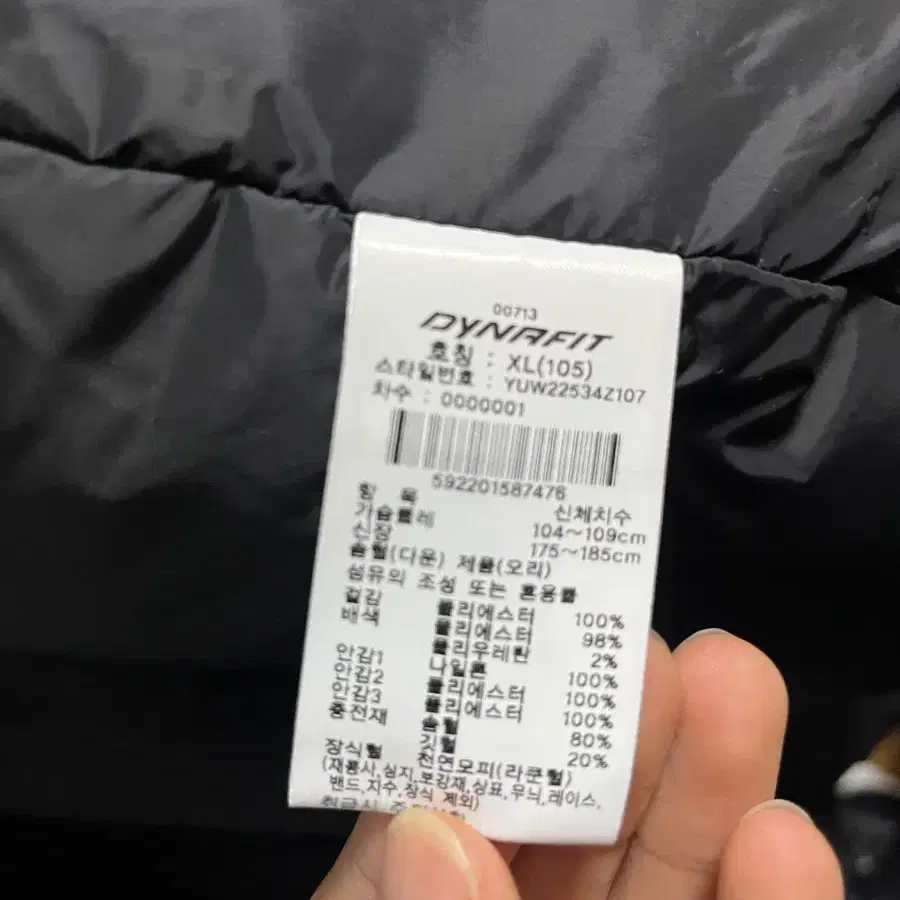 00713
DYNAFIT
호칭 : XL(105)
스타일번호 : YUW22534Z107
차수 : 0000001
592201587476
항 목 신체치수
가슴둘레 104~109cm
신장 175~185cm
솜털(다운) 제품(오리)
섬유의 조성 또는 혼용률
겉감 폴리에스터 100%
배색 폴리에스터 98%
폴리우레탄 2%
안감1 나일론 100%
안감2 폴리에스터 100%
안감3 폴리에스터 100%
충전재 솜털 80%
깃털 20%
장식털 천연모피(라쿤털)
(재봉사,심지,보강재,상표,무늬,레이스,
밴드,지수,장식 제외)
취급시